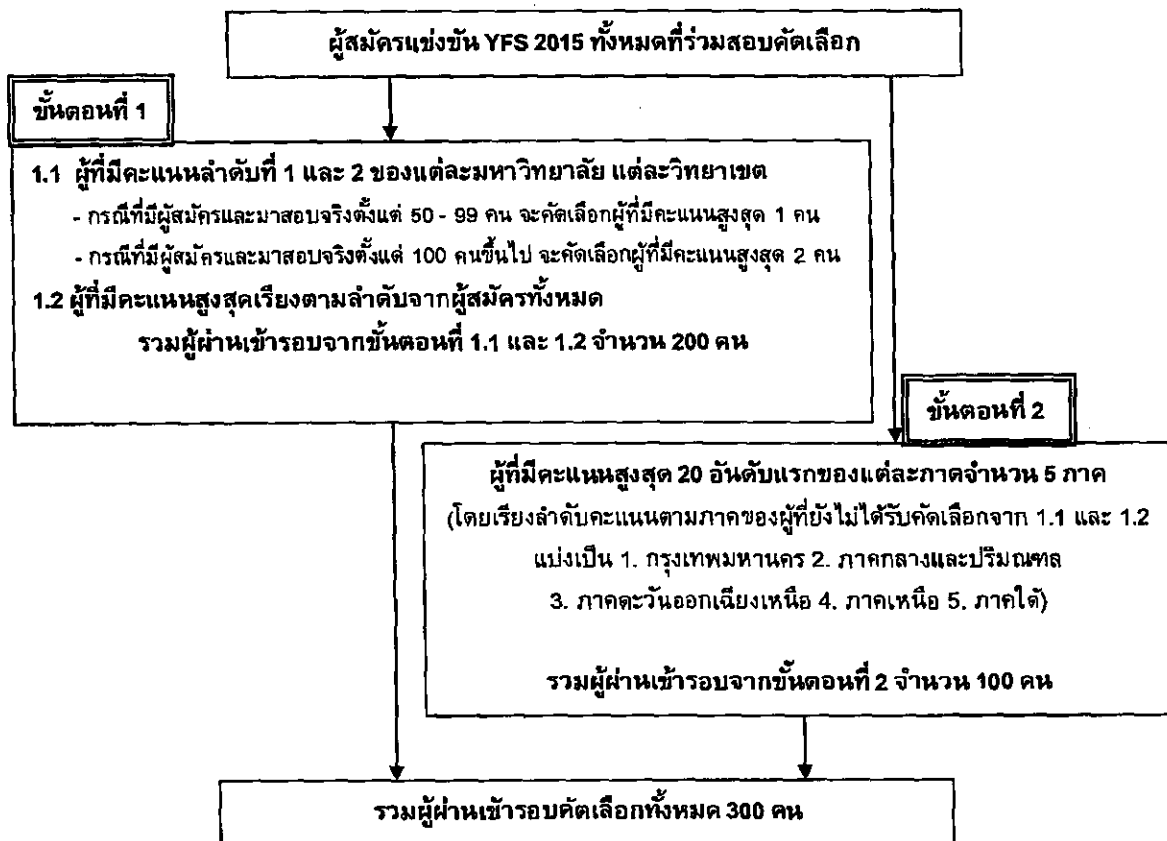 ผู้สมัครแข่งขัน YFS 2015 ทั้งหมดที่ร่วมสอบคัดเลือก
ขั้นตอนที่ 1
1.1 ผู้ที่มีคะแนนลำดับที่ 1 และ 2 ของแต่ละมหาวิทยาลัย แต่ละวิทยาเขต
- กรณีที่มีผู้สมัครและมาสอบจริงตั้งแต่ 50 - 99 คน จะคัดเลือกผู้ที่มีคะแนนสูงสุด 1 คน
- กรณีที่มีผู้สมัครและมาสอบจริงตั้งแต่ 100 คนขึ้นไป จะคัดเลือกผู้ที่มีคะแนนสูงสุด 2 คน
1.2 ผู้ที่มีคะแนนสูงสุดเรียงตามลำดับจากผู้สมัครทั้งหมด
รวมผู้ผ่านเข้ารอบจากขั้นตอนที่ 1.1 และ 1.2 จำนวน 200 คน
ขั้นตอนที่ 2
ผู้ที่มีคะแนนสูงสุด 20 อันดับแรกของแต่ละภาคจำนวน 5 ภาค
(โดยเรียงลำดับคะแนนตามภาคของผู้ที่ยังไม่ได้รับคัดเลือกจาก 1.1 และ 1.2
แบ่งเป็น 1. กรุงเทพมหานคร 2. ภาคกลางและปริมณฑล
3. ภาคตะวันออกเฉียงเหนือ 4. ภาคเหนือ 5. ภาคใต้)
รวมผู้ผ่านเข้ารอบจากขั้นตอนที่ 2 จำนวน 100 คน
รวมผู้ผ่านเข้ารอบคัดเลือกทั้งหมด 300 คน